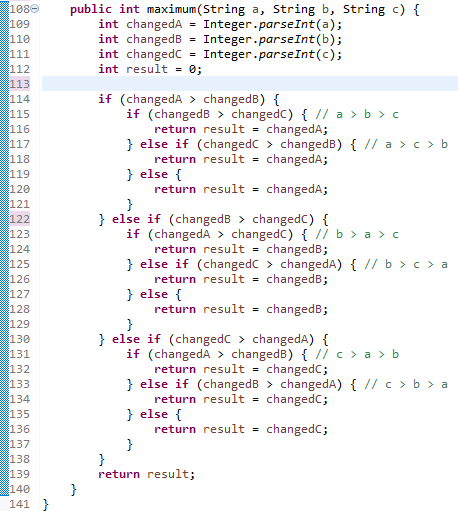 108 public int maximum(String a, String b, String c) {
109 int changedA = Integer.parseInt(a);
110 int changedB = Integer.parseInt(b);
111 int changedC = Integer.parseInt(c);
112 int result = 0;
113
114 if (changedA > changedB) {
115 if (changedB > changedC) { // a > b > c
116 return result = changedA;
117 } else if (changedC > changedB) { // a > c > b
118 return result = changedA;
119 } else {
120 return result = changedA;
121 }
122 } else if (changedB > changedC) {
123 if (changedA > changedC) { // b > a > c
124 return result = changedB;
125 } else if (changedC > changedA) { // b > c > a
126 return result = changedB;
127 } else {
128 return result = changedB;
129 }
130 } else if (changedC > changedA) {
131 if (changedA > changedB) { // c > a > b
132 return result = changedC;
133 } else if (changedB > changedA) { // c > b > a
134 return result = changedC;
135 } else {
136 return result = changedC;
137 }
138 }
139 return result;
140 }
141 }